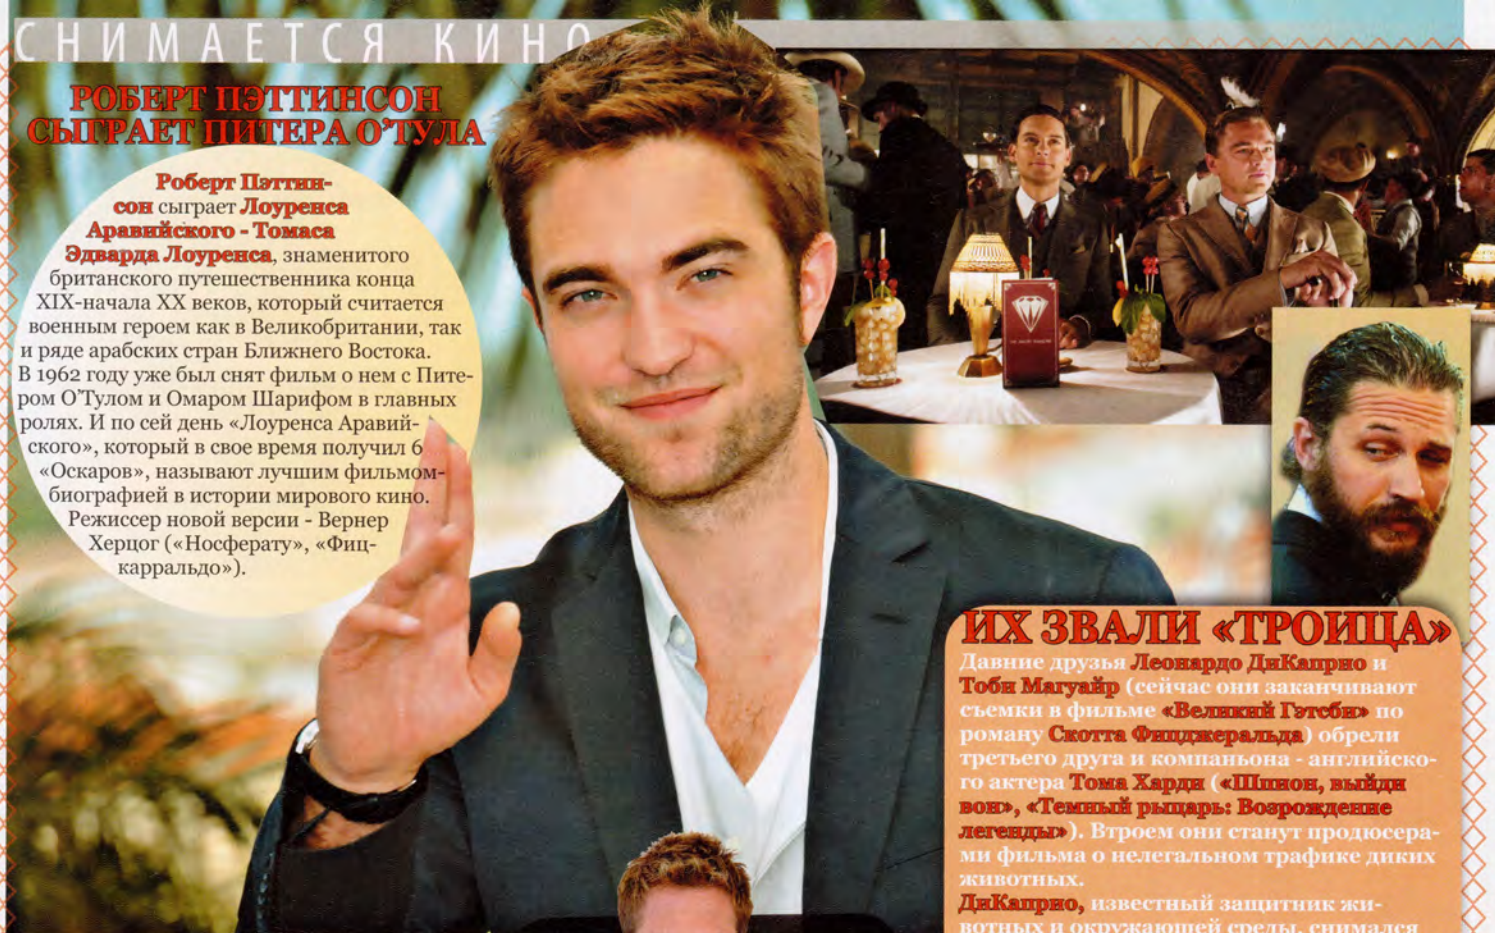 СНИМАЕТСЯ КИНО
РОБЕРТ ПЭТТИНСОН
СЫГРАЕТ ПИТЕРА О'ТУЛА
Роберт Пэттин-
сон сыграет Лоуренса
Аравийского - Томаса
Эдварда Лоуренса, знаменитого
британского путешественника конца
XIX-начала XX веков, который считается
военным героем как в Великобритании, так
и ряде арабских стран Ближнего Востока.
В 1962 году уже был снят фильм о нем с Пите-
ром О'Тулом и Омаром Шарифом в главных
ролях. И по сей день «Лоуренса Аравий-
ского», который в свое время получил 6
«Оскаров», называют лучшим фильмом-
биографией в истории мирового кино.
Режиссер новой версии - Вернер
Херцог («Носферату», «Фиц-
карральдо»).
ИХ ЗВАЛИ «ТРОИЦА»
Давние друзья Леонардо ДиКаприо и
Тоби Магуайр (сейчас они заканчивают
съемки в фильме «Великий Гэтсби» по
роману Скотта Фицджеральда) обрели
третьего друга и компаньона - английско-
го актера Тома Харди («Шпион, выйди
вон», «Темный рыцарь: Возрождение
легенды»). Втроем они станут продюсера-
ми фильма о нелегальном трафике диких
животных.
ДиКаприо, известный защитник жи-
вотных и окружающей среды, снимался